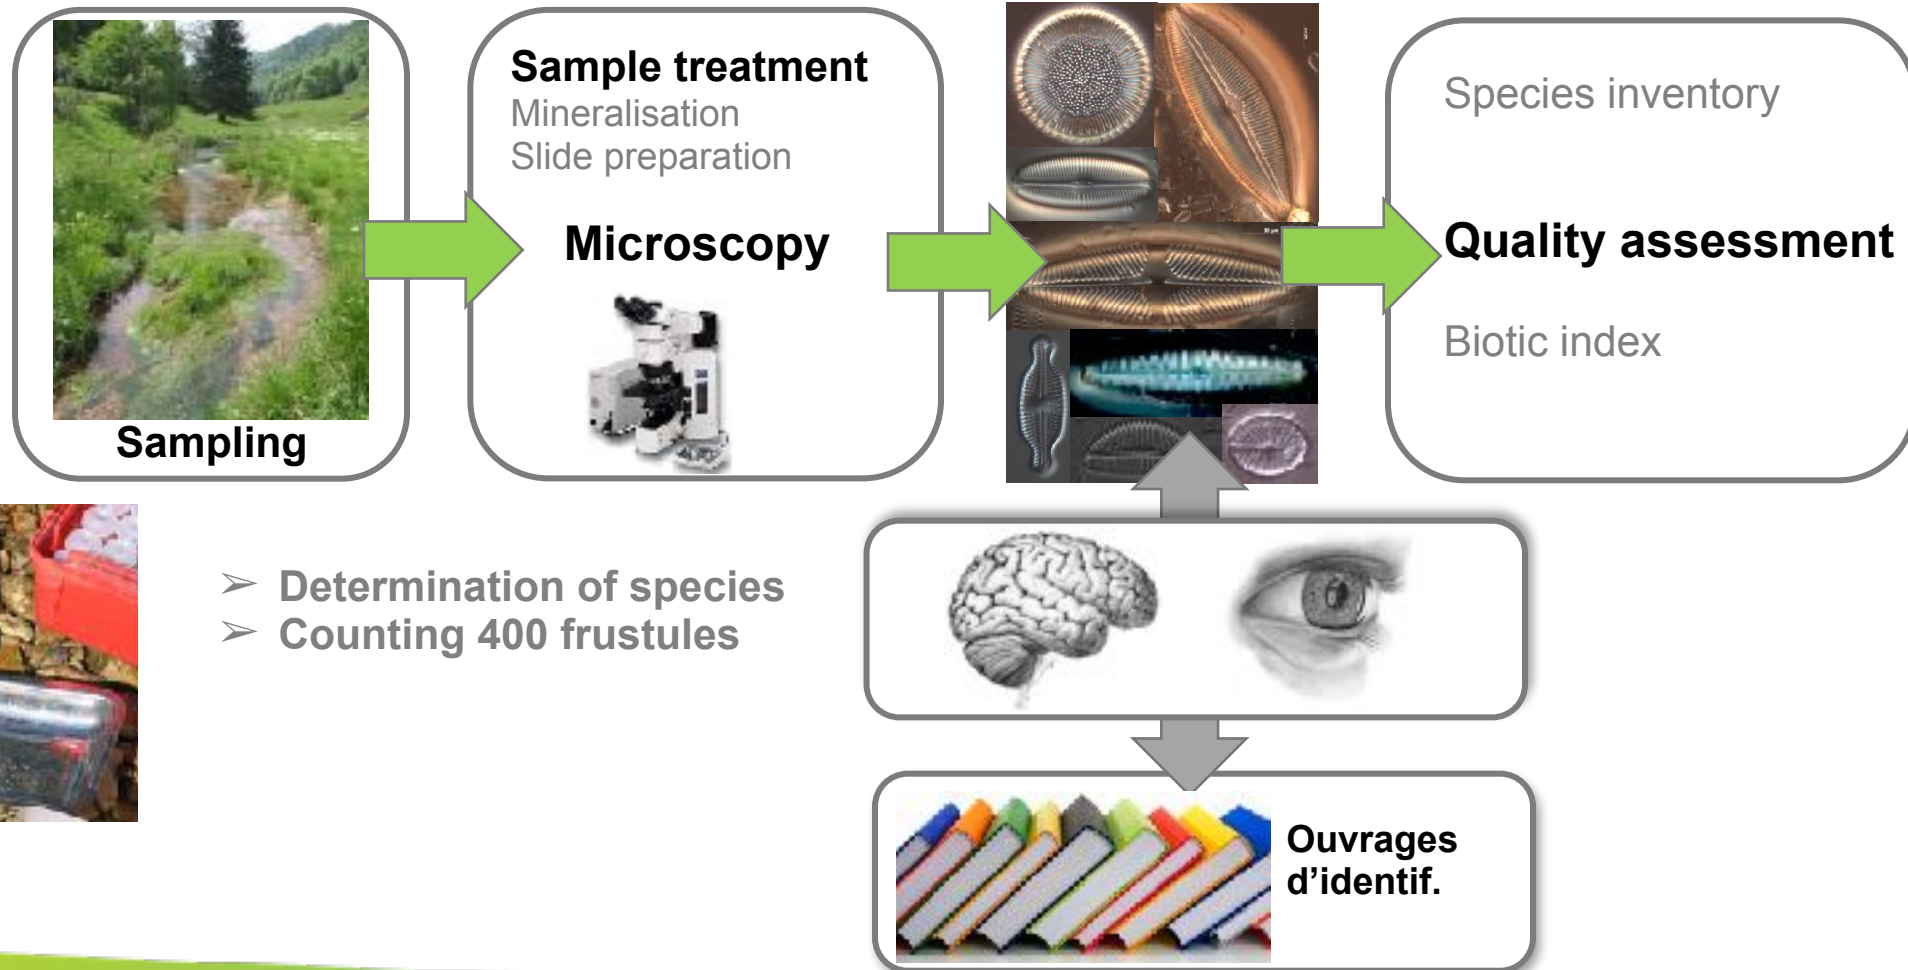 Sampling
Sample treatment
Mineralisation
Slide preparation
Microscopy
Species inventory
Quality assessment
Biotic index
➢ Determination of species
➢ Counting 400 frustules
Ouvrages
d’identif.